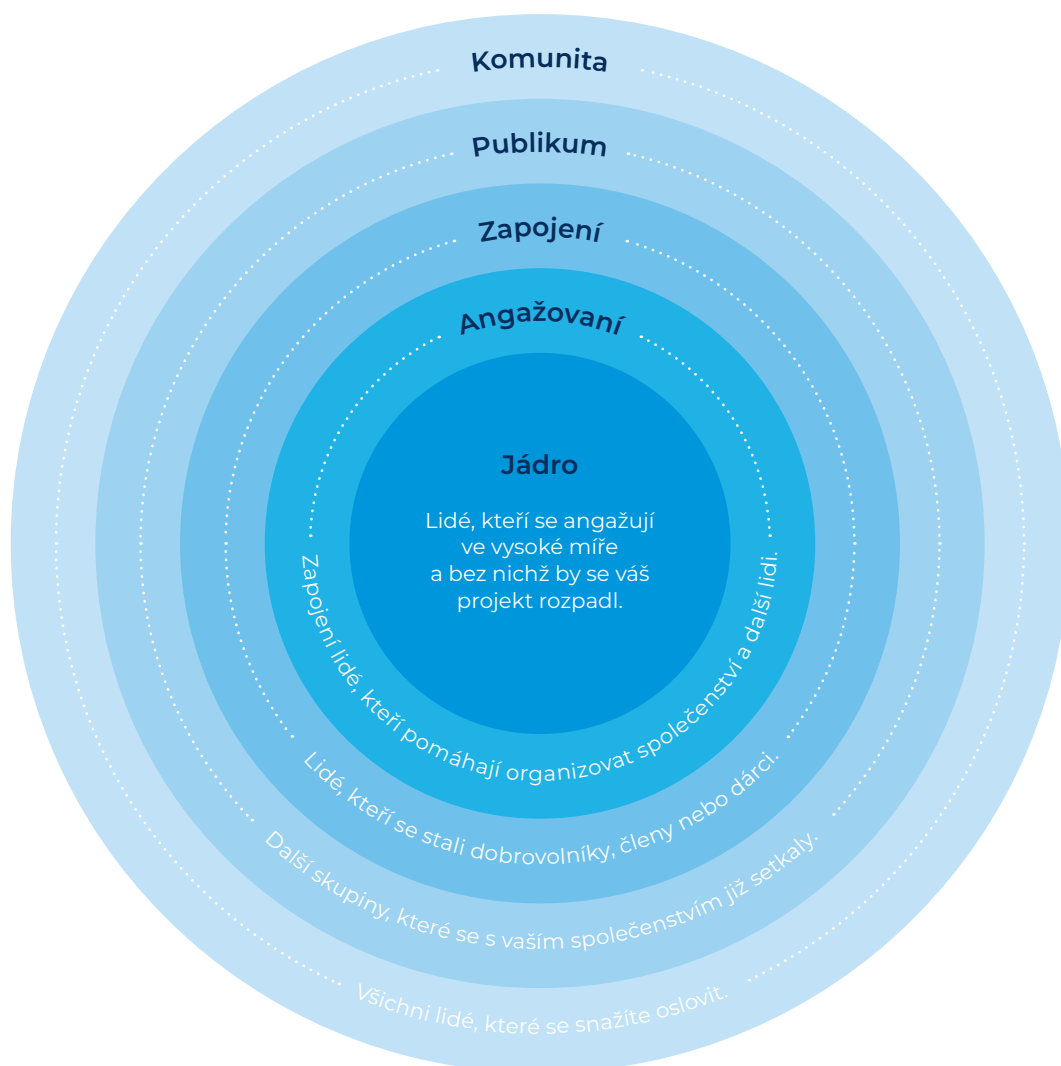 Komunita
Publikum
Zapojení
Angažovaní
Jádro
Lidé, kteří se angažují
ve vysoké míře
a bez nichž by se váš
projekt rozpadl.
Zapojení lidé, kteří pomáhají organizovat společenství a další lidi.
Lidé, kteří se stali dobrovolníky, členy nebo dárci.
Další skupiny, které se s vaším společenstvím již setkaly.
Všichni lidé, které se snažíte oslovit.